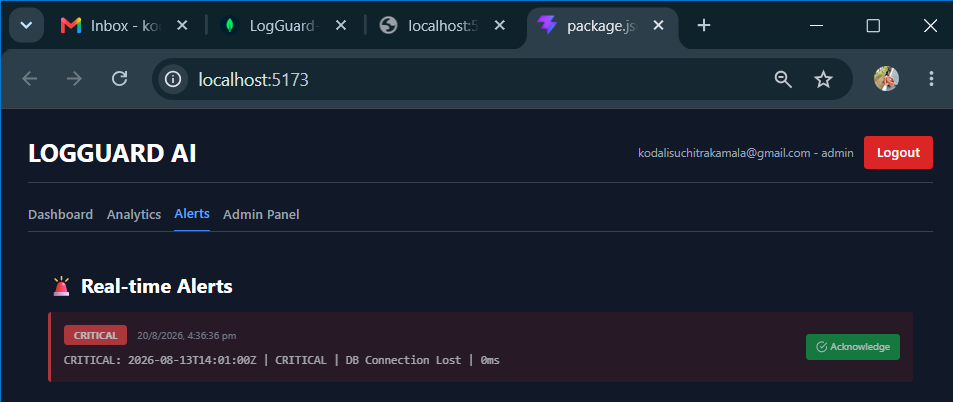 Inbox - ko
LogGuard-
localhost:5
package.js
localhost:5173
LOGGUARD AI
kodalisuchitrakamala@gmail.com - admin
Logout
Dashboard
Analytics
Alerts
Admin Panel
Real-time Alerts
CRITICAL
20/8/2026, 4:36:36 pm
CRITICAL: 2026-08-13T14:01:00Z | CRITICAL | DB Connection Lost | 0ms
Acknowledge